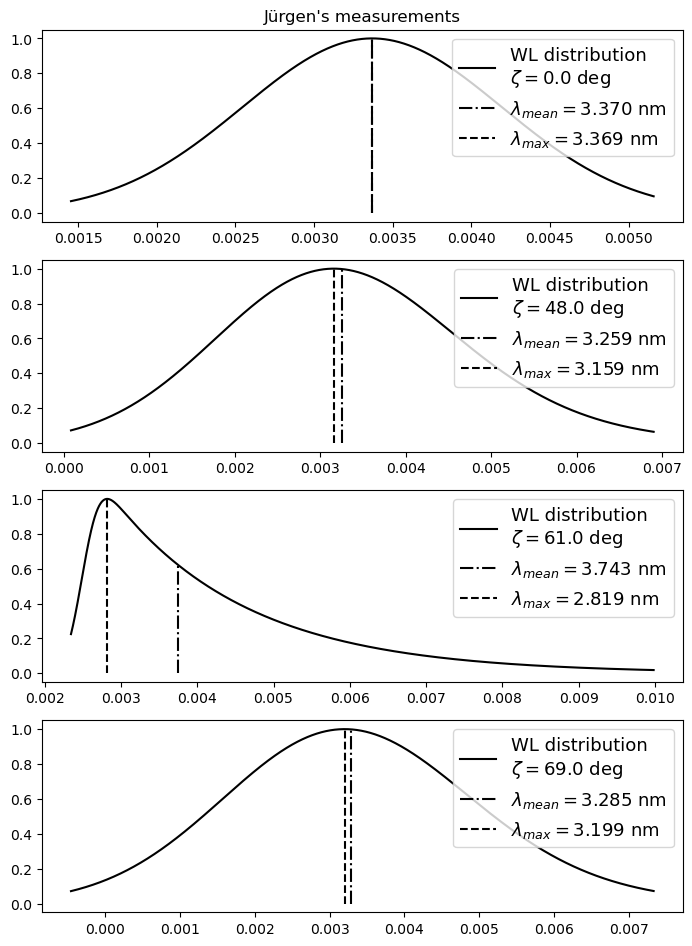 Jürgen's measurements
1.0
0.8
0.6
0.4
0.2
0.0
WL distribution
ζ = 0.0 deg
λmean = 3.370 nm
λmax = 3.369 nm
0.0015 0.0020 0.0025 0.0030 0.0035 0.0040 0.0045 0.0050
1.0
0.8
0.6
0.4
0.2
0.0
WL distribution
ζ = 48.0 deg
λmean = 3.259 nm
λmax = 3.159 nm
0.000 0.001 0.002 0.003 0.004 0.005 0.006 0.007
1.0
0.8
0.6
0.4
0.2
0.0
WL distribution
ζ = 61.0 deg
λmean = 3.743 nm
λmax = 2.819 nm
0.002 0.003 0.004 0.005 0.006 0.007 0.008 0.009 0.010
1.0
0.8
0.6
0.4
0.2
0.0
WL distribution
ζ = 69.0 deg
λmean = 3.285 nm
λmax = 3.199 nm
0.000 0.001 0.002 0.003 0.004 0.005 0.006 0.007